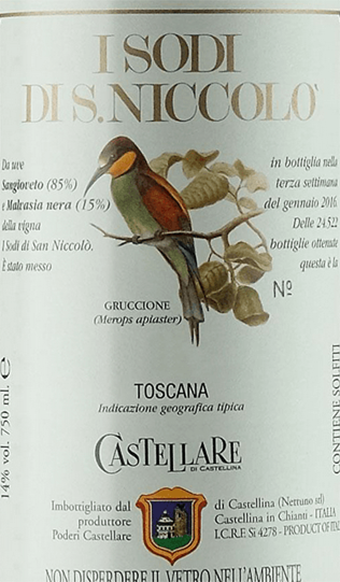 I SODI
DI S. NICCOLO'
Da uve
Sangioveto (85%)
e Malvasia nera (15%)
della vigna
I Sodi di San Niccolò.
È stato messo
in bottiglia nella
terza settimana
del gennaio 2016.
Delle 24.522
bottiglie ottenute
questa è la
Nº
GRUCCIONE
(Merops apiaster)
14% vol. 750 ml. e
CONTIENE SOLFITI
TOSCANA
Indicazione geografica tipica
CASTELLARE
DI CASTELLINA
Imbottigliato dal
produttore
Poderi Castellare
di Castellina (Nettuno srl)
Castellina in Chianti - ITALIA
I.C.R.F. Si 4278 - PRODUCT OF ITA
NON DISPERDERE IL VETRO NELL'AMBIENTE